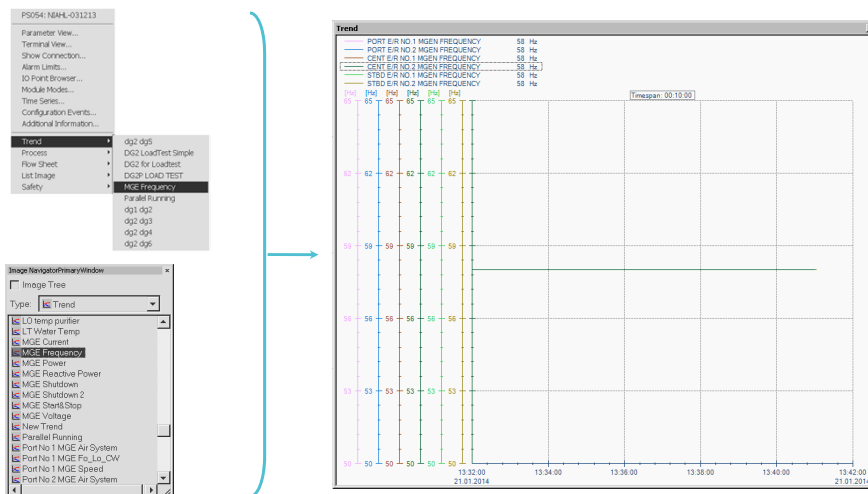 PS054: NIAHL-031213
Parameter View...
Terminal View...
Show Connection...
Alarm Limits...
IO Point Browser...
Module Modes...
Time Series...
Configuration Events...
Additional Information...
Trend
Process
Flow Sheet
List Image
Safety
dg2 dg5
DG2 LoadTest Simple
DG2 for Loadtest
DG2P LOAD TEST
MGE Frequency
Parallel Running
dg1 dg2
dg2 dg3
dg2 dg4
dg2 dg6
Image NavigatorPrimaryWindow ×
Image Tree
Type: Trend
LO temp purifier
LT Water Temp
MGE Current
MGE Frequency
MGE Power
MGE Reactive Power
MGE Shutdown
MGE Shutdown 2
MGE Start&Stop
MGE Voltage
New Trend
Parallel Running
Port No 1 MGE Air System
Port No 1 MGE Fo_Lo_CW
Port No 1 MGE Speed
Port No 2 MGE Air System
Trend
PORT E/R NO.1 MGEN FREQUENCY 58 Hz
PORT E/R NO.2 MGEN FREQUENCY 58 Hz
CENT E/R NO.1 MGEN FREQUENCY 58 Hz
CENT E/R NO.2 MGEN FREQUENCY 58 Hz
STBD E/R NO.1 MGEN FREQUENCY 58 Hz
STBD E/R NO.2 MGEN FREQUENCY 58 Hz
[Hz] [Hz] [Hz] [Hz] [Hz] [Hz]
Timespan: 00:10:00
65 65 65 65 65 65
62 62 62 62 62 62
59 59 59 59 59 59
56 56 56 56 56 56
53 53 53 53 53 53
50 50 50 50 50 50
13:32:00 13:34:00 13:36:00 13:38:00 13:40:00 13:42:00
21.01.2014 21.01.2014